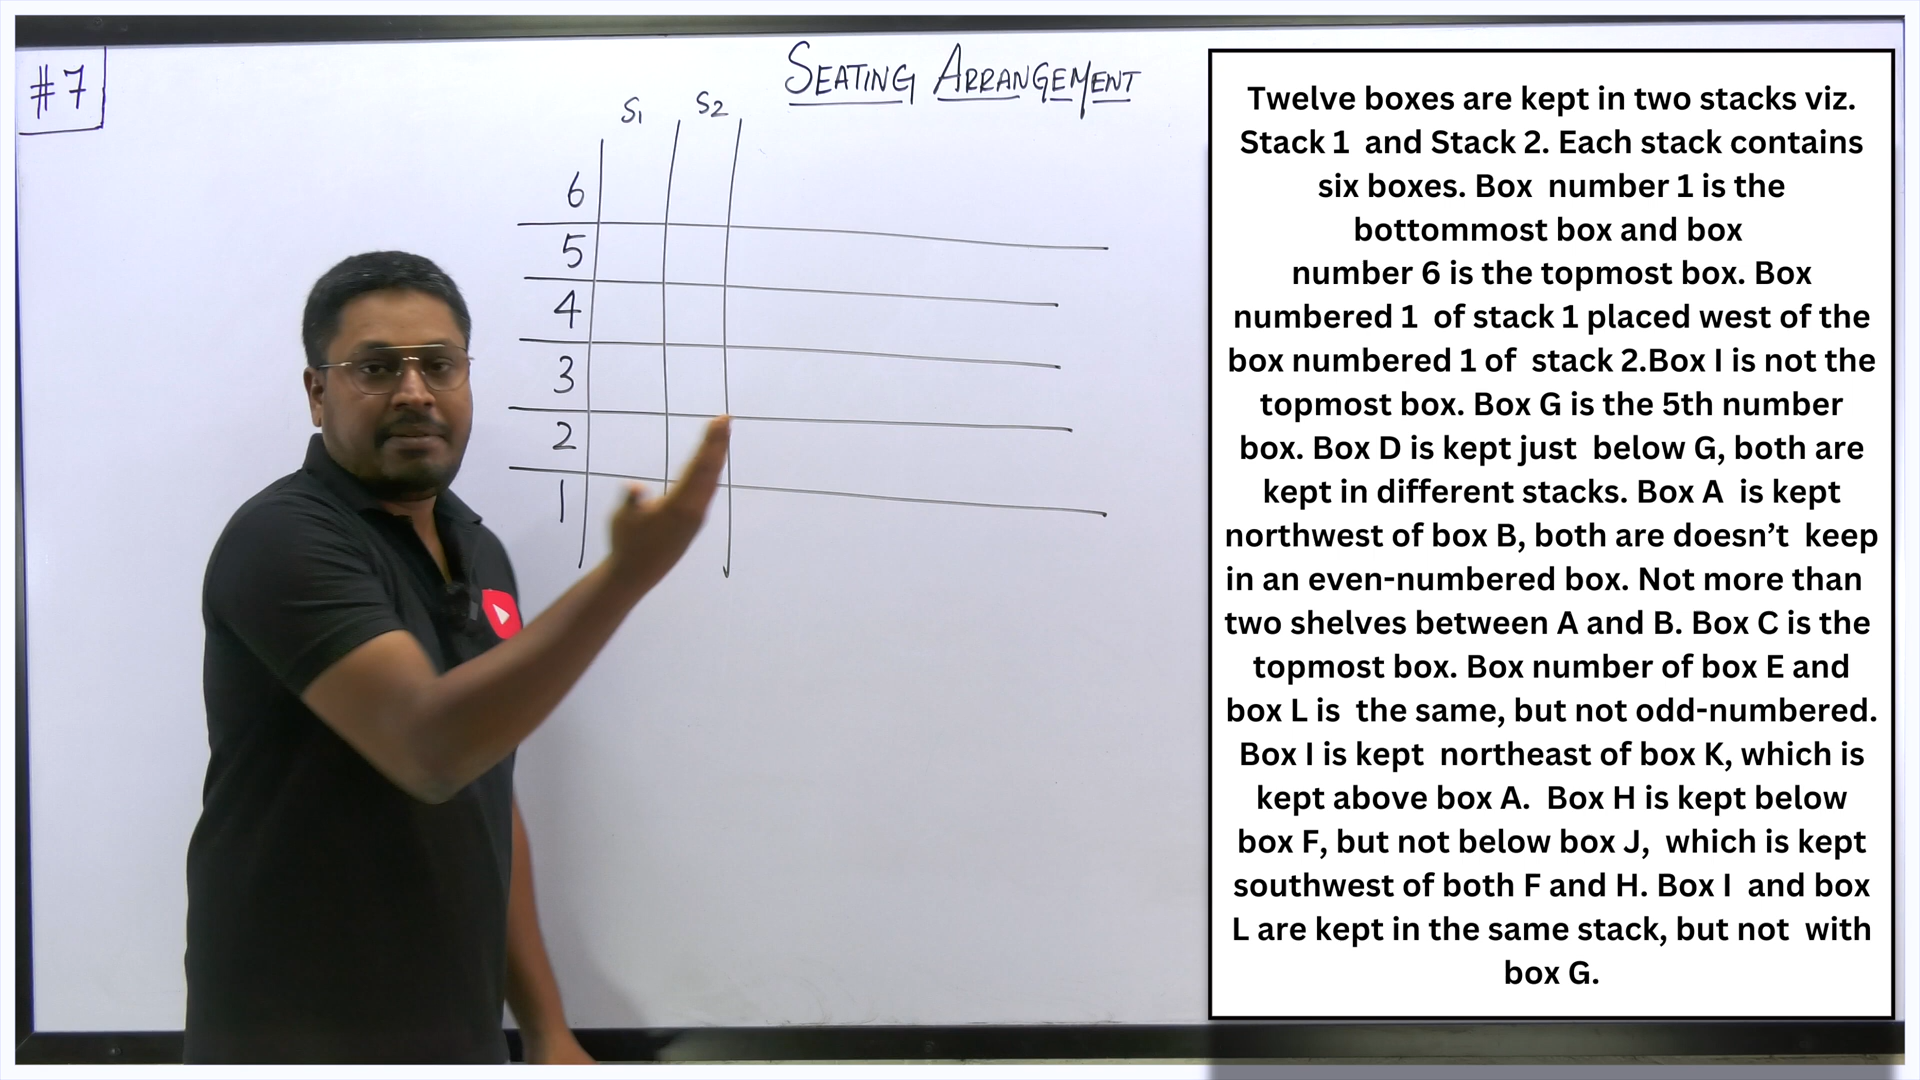 #7
SEATING ARRANGEMENT
S1 S2
6
5
4
3
2
1
Twelve boxes are kept in two stacks viz.
Stack 1 and Stack 2. Each stack contains
six boxes. Box number 1 is the
bottommost box and box
number 6 is the topmost box. Box
numbered 1 of stack 1 placed west of the
box numbered 1 of stack 2.Box I is not the
topmost box. Box G is the 5th number
box. Box D is kept just below G, both are
kept in different stacks. Box A is kept
northwest of box B, both are doesn’t keep
in an even-numbered box. Not more than
two shelves between A and B. Box C is the
topmost box. Box number of box E and
box L is the same, but not odd-numbered.
Box I is kept northeast of box K, which is
kept above box A. Box H is kept below
box F, but not below box J, which is kept
southwest of both F and H. Box I and box
L are kept in the same stack, but not with
box G.